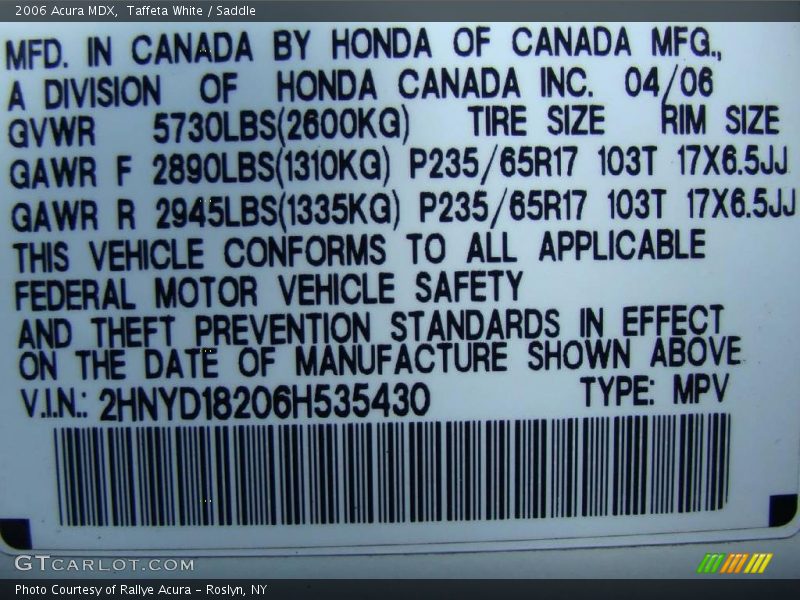 2006 Acura MDX, Taffeta White / Saddle
MFD. IN CANADA BY HONDA OF CANADA MFG.,
A DIVISION OF HONDA CANADA INC. 04/06
GVWR 5730LBS(2600KG) TIRE SIZE RIM SIZE
GAWR F 2890LBS(1310KG) P235/65R17 103T 17X6.5JJ
GAWR R 2945LBS(1335KG) P235/65R17 103T 17X6.5JJ
THIS VEHICLE CONFORMS TO ALL APPLICABLE
FEDERAL MOTOR VEHICLE SAFETY
AND THEFT PREVENTION STANDARDS IN EFFECT
ON THE DATE OF MANUFACTURE SHOWN ABOVE
V.I.N.: 2HNYD18206H535430 TYPE: MPV
GTCARLOT.COM
Photo Courtesy of Rallye Acura - Roslyn, NY